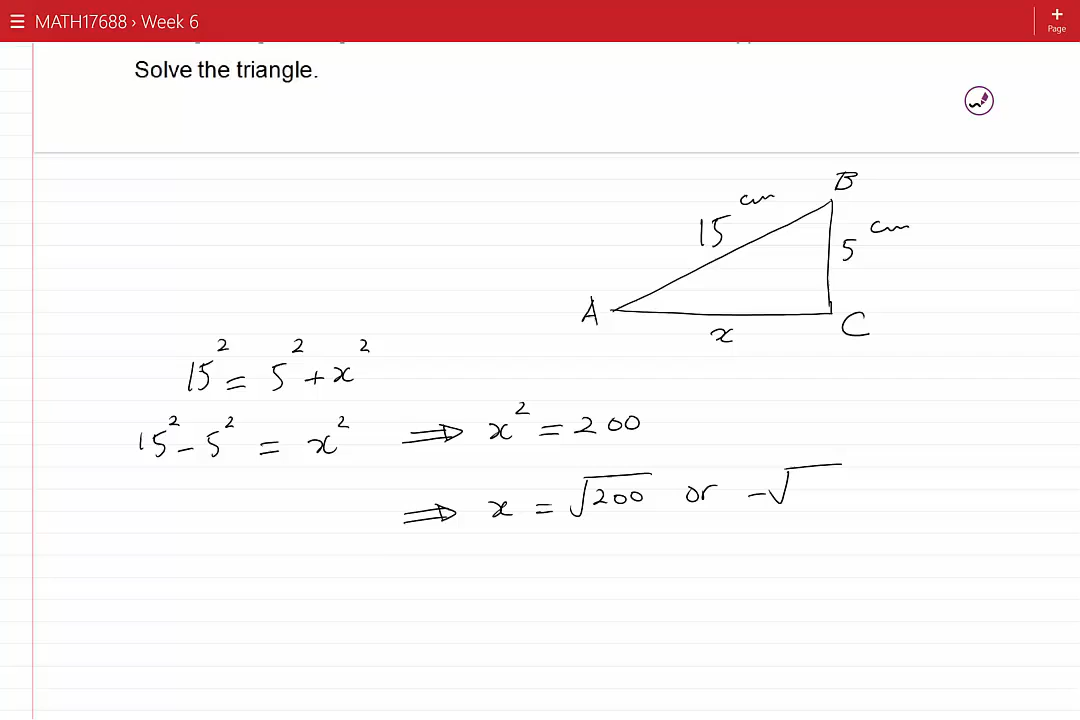 MATH17688 › Week 6
+
Page
Solve the triangle.
B
15 cm
5 cm
A
x
C
15² = 5² + x²
15² - 5² = x² ⟹ x² = 200
⟹ x = √200 or -√